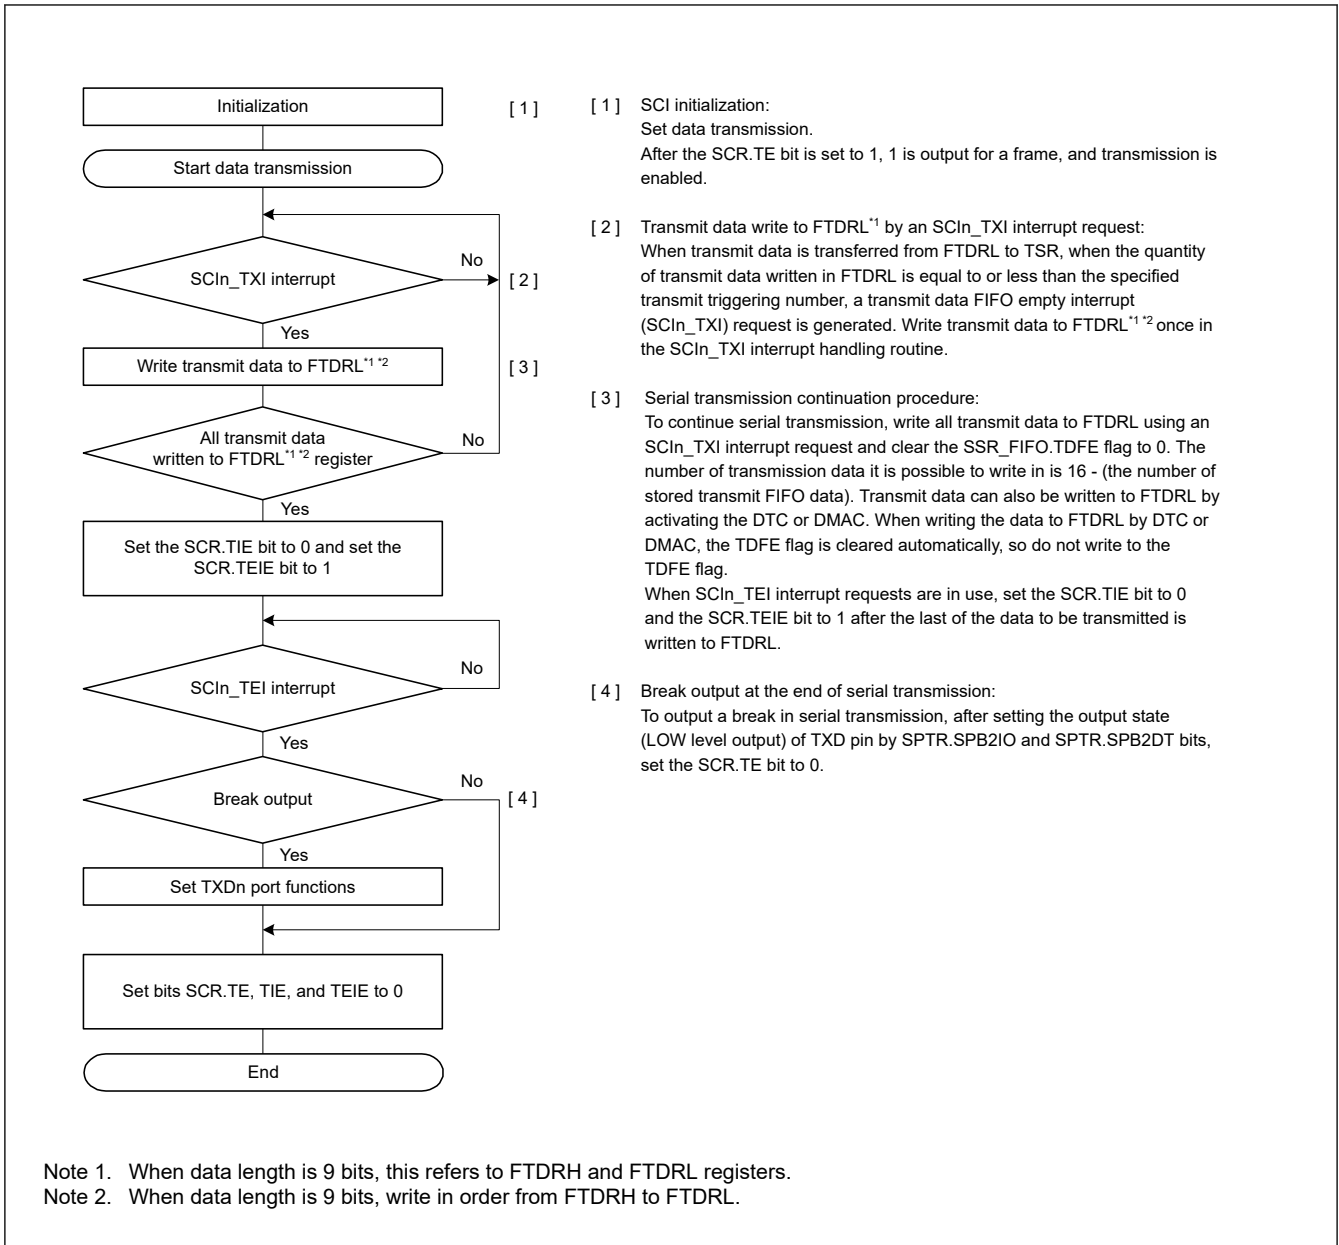 Initialization
[ 1 ]
Start data transmission
SCIn_TXI interrupt
No
[ 2 ]
Yes
Write transmit data to FTDRL*1 *2
[ 3 ]
All transmit data
written to FTDRL*1 *2 register
No
Yes
Set the SCR.TIE bit to 0 and set the
SCR.TEIE bit to 1
SCIn_TEI interrupt
No
Yes
Break output
No
[ 4 ]
Yes
Set TXDn port functions
Set bits SCR.TE, TIE, and TEIE to 0
End
[ 1 ] SCI initialization:
Set data transmission.
After the SCR.TE bit is set to 1, 1 is output for a frame, and transmission is
enabled.
[ 2 ] Transmit data write to FTDRL*1 by an SCIn_TXI interrupt request:
When transmit data is transferred from FTDRL to TSR, when the quantity
of transmit data written in FTDRL is equal to or less than the specified
transmit triggering number, a transmit data FIFO empty interrupt
(SCIn_TXI) request is generated. Write transmit data to FTDRL*1 *2 once in
the SCIn_TXI interrupt handling routine.
[ 3 ] Serial transmission continuation procedure:
To continue serial transmission, write all transmit data to FTDRL using an
SCIn_TXI interrupt request and clear the SSR_FIFO.TDFE flag to 0. The
number of transmission data it is possible to write in is 16 - (the number of
stored transmit FIFO data). Transmit data can also be written to FTDRL by
activating the DTC or DMAC. When writing the data to FTDRL by DTC or
DMAC, the TDFE flag is cleared automatically, so do not write to the
TDFE flag.
When SCIn_TEI interrupt requests are in use, set the SCR.TIE bit to 0
and the SCR.TEIE bit to 1 after the last of the data to be transmitted is
written to FTDRL.
[ 4 ] Break output at the end of serial transmission:
To output a break in serial transmission, after setting the output state
(LOW level output) of TXD pin by SPTR.SPB2IO and SPTR.SPB2DT bits,
set the SCR.TE bit to 0.
Note 1. When data length is 9 bits, this refers to FTDRH and FTDRL registers.
Note 2. When data length is 9 bits, write in order from FTDRH to FTDRL.